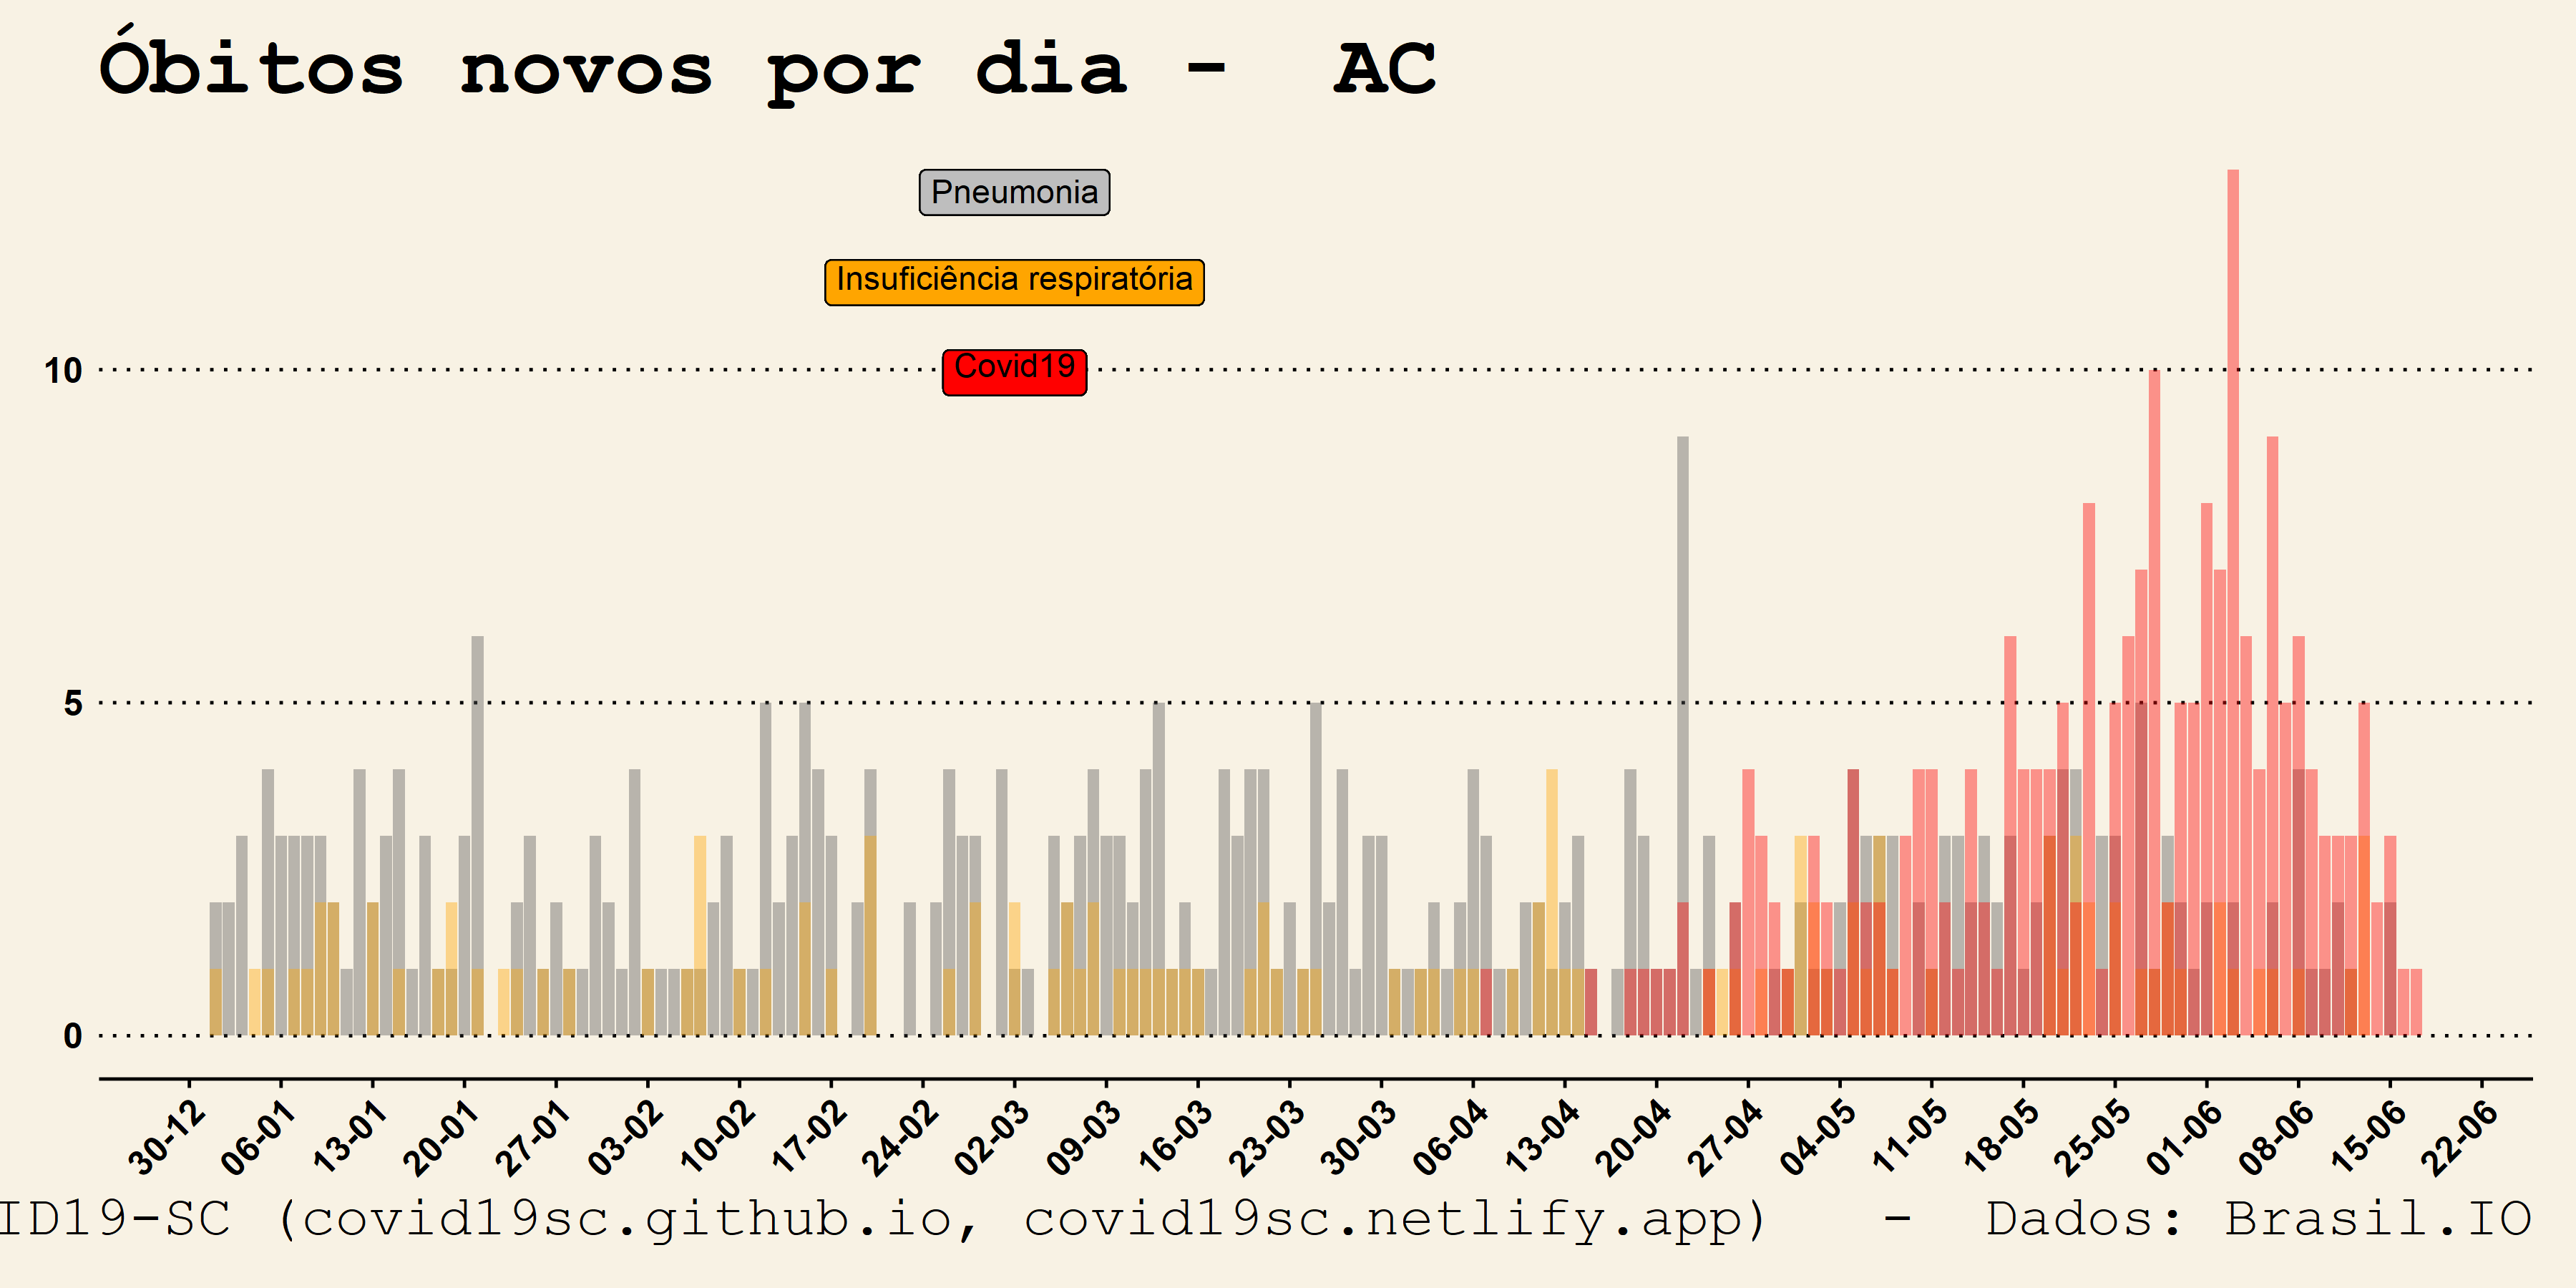 Óbitos novos por dia - AC
Pneumonia
Insuficiência respiratória
Covid19
10
5
0
30-12 06-01 13-01 20-01 27-01 03-02 10-02 17-02 24-02 02-03 09-03 16-03 23-03 30-03 06-04 13-04 20-04 27-04 04-05 11-05 18-05 25-05 01-06 08-06 15-06 22-06
ID19-SC (covid19sc.github.io, covid19sc.netlify.app) - Dados: Brasil.IO